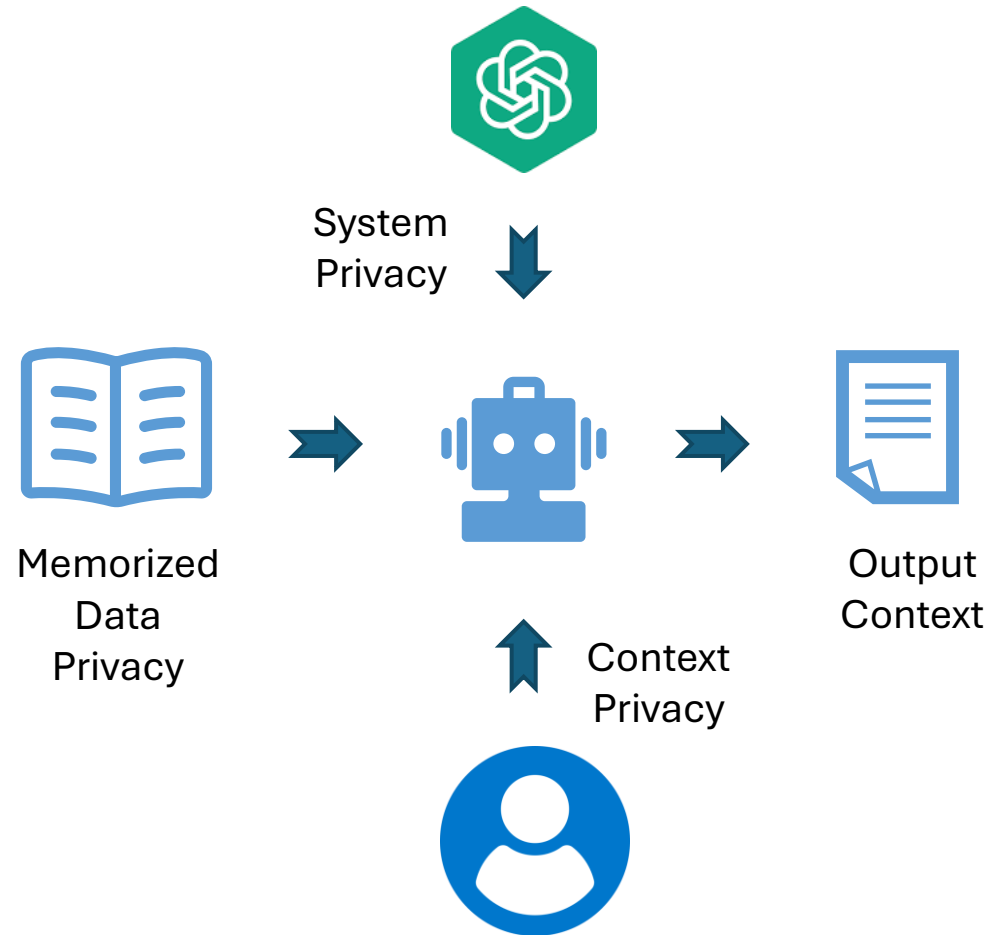 System
Privacy
Memorized
Data
Privacy
Output
Context
Context
Privacy